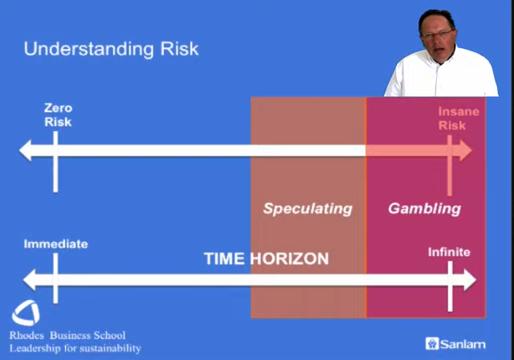 Understanding Risk
Zero
Risk
Insane
Risk
Speculating
Gambling
Immediate
TIME HORIZON
Infinite
Rhodes Business School
Leadership for sustainability
Sanlam